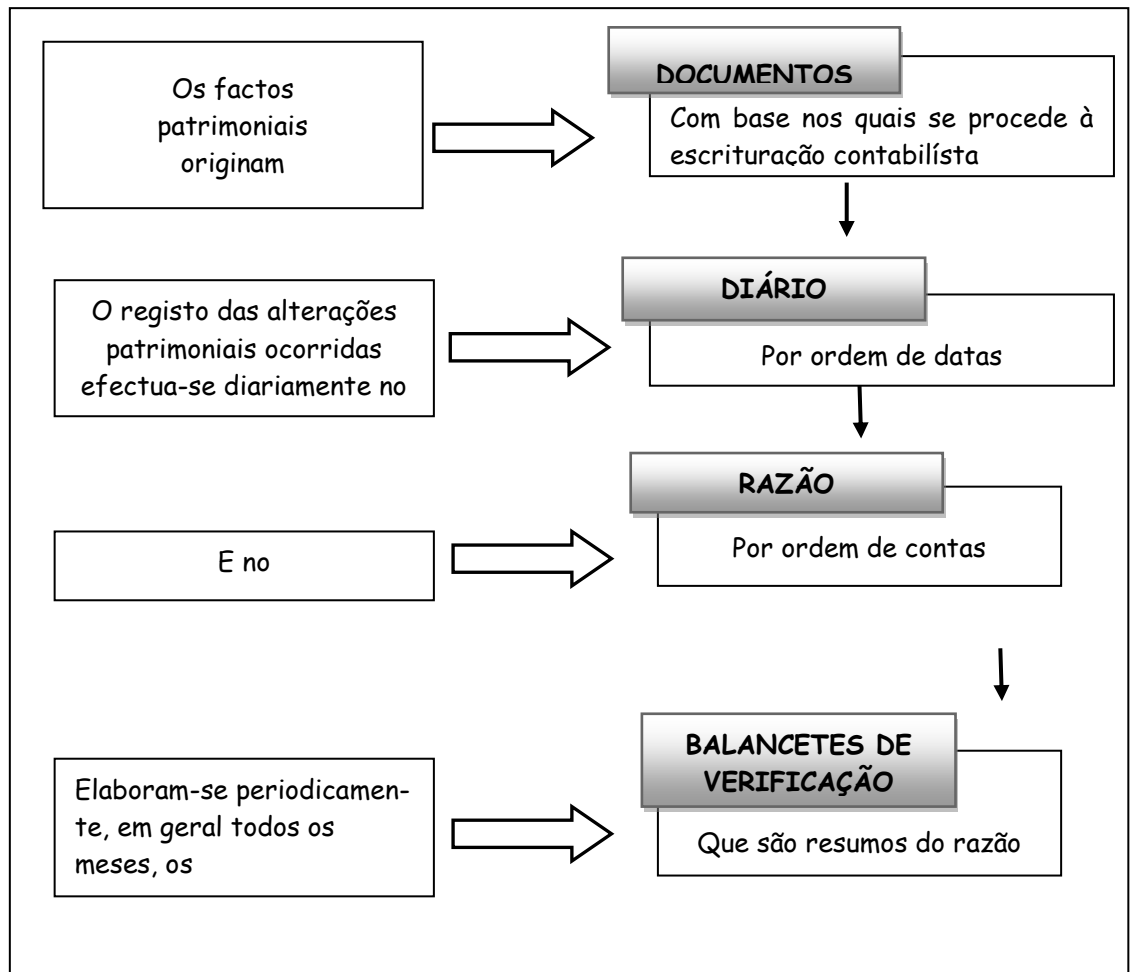 Os factos
patrimoniais
originam
DOCUMENTOS
Com base nos quais se procede à
escrituração contabilísta
O registo das alterações
patrimoniais ocorridas
efectua-se diariamente no
DIÁRIO
Por ordem de datas
E no
RAZÃO
Por ordem de contas
Elaboram-se periodicamen-
te, em geral todos os
meses, os
BALANCETES DE
VERIFICAÇÃO
Que são resumos do razão